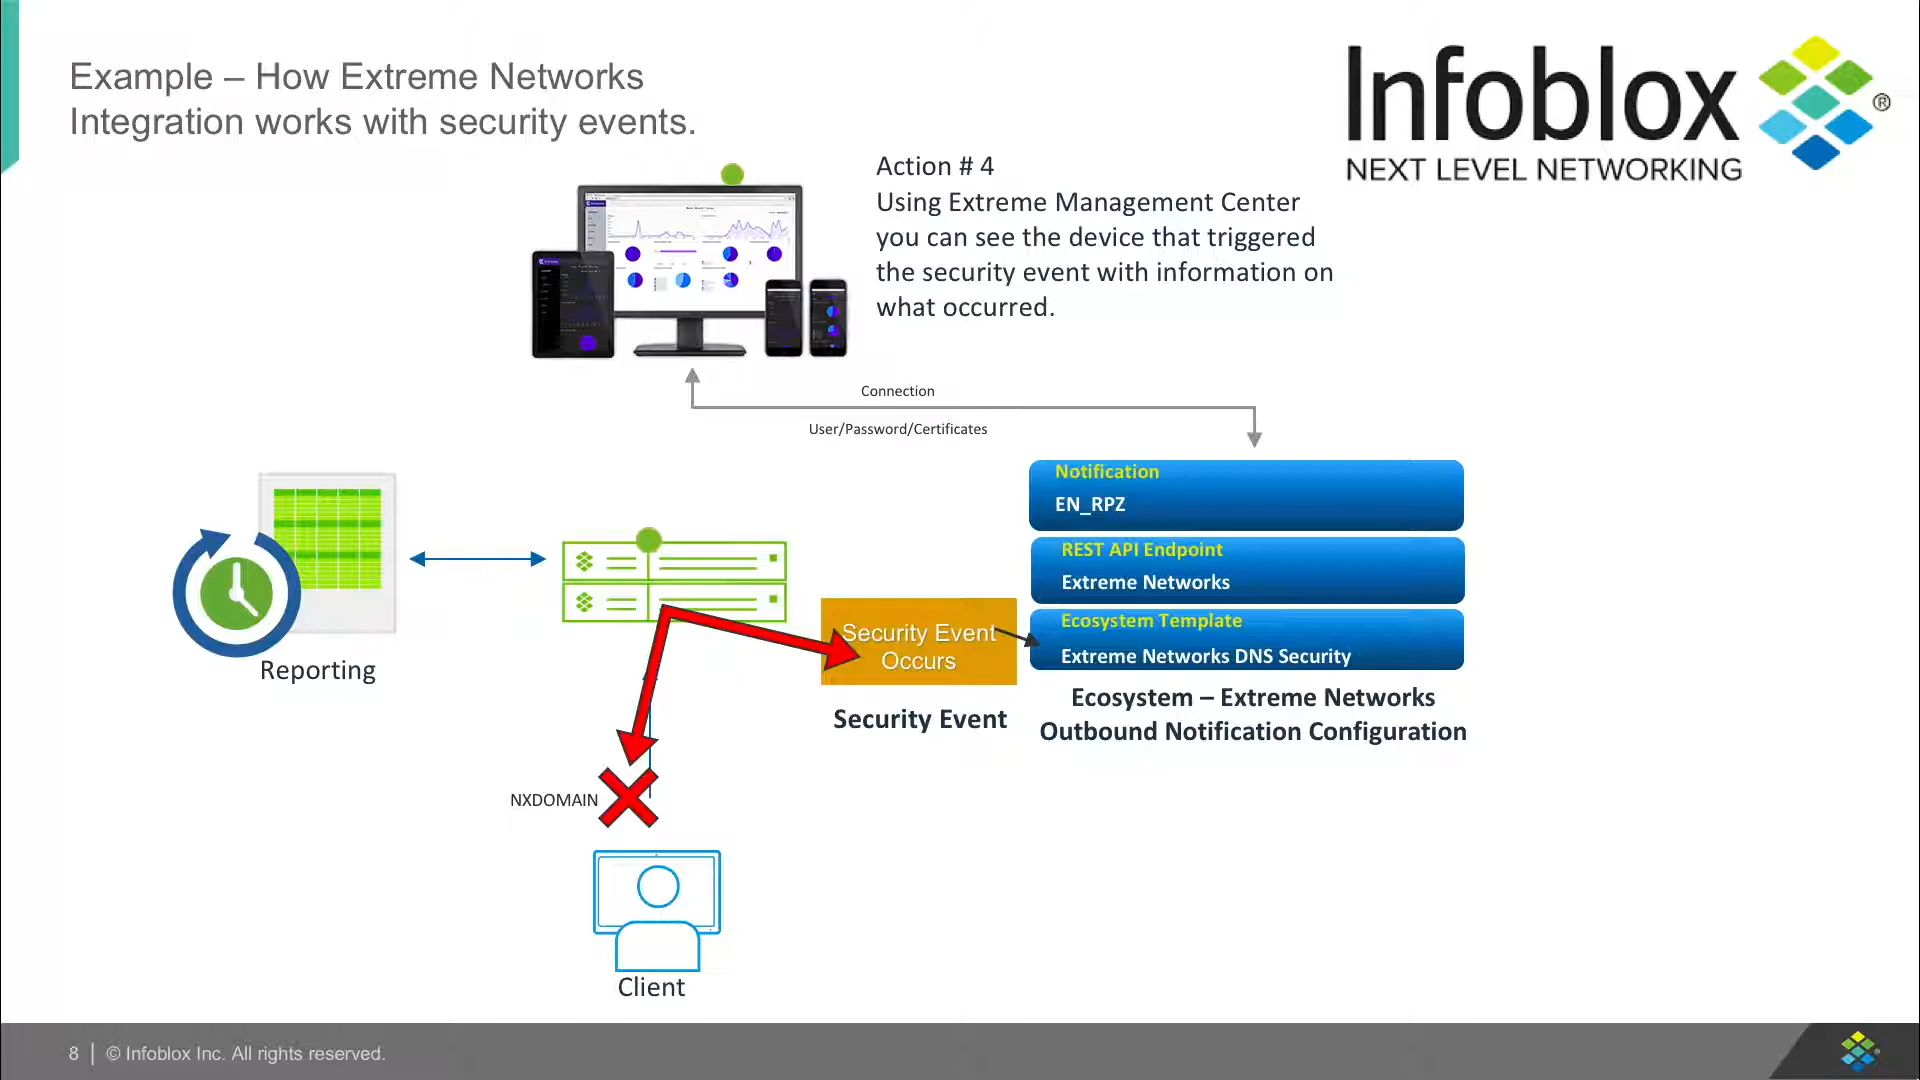 Example – How Extreme Networks
Integration works with security events.
Infoblox ®
NEXT LEVEL NETWORKING
Action # 4
Using Extreme Management Center
you can see the device that triggered
the security event with information on
what occurred.
Connection
User/Password/Certificates
Notification
EN_RPZ
REST API Endpoint
Extreme Networks
Ecosystem Template
Extreme Networks DNS Security
Ecosystem – Extreme Networks
Outbound Notification Configuration
Security Event
Occurs
Security Event
Reporting
NXDOMAIN
Client
8 | © Infoblox Inc. All rights reserved.